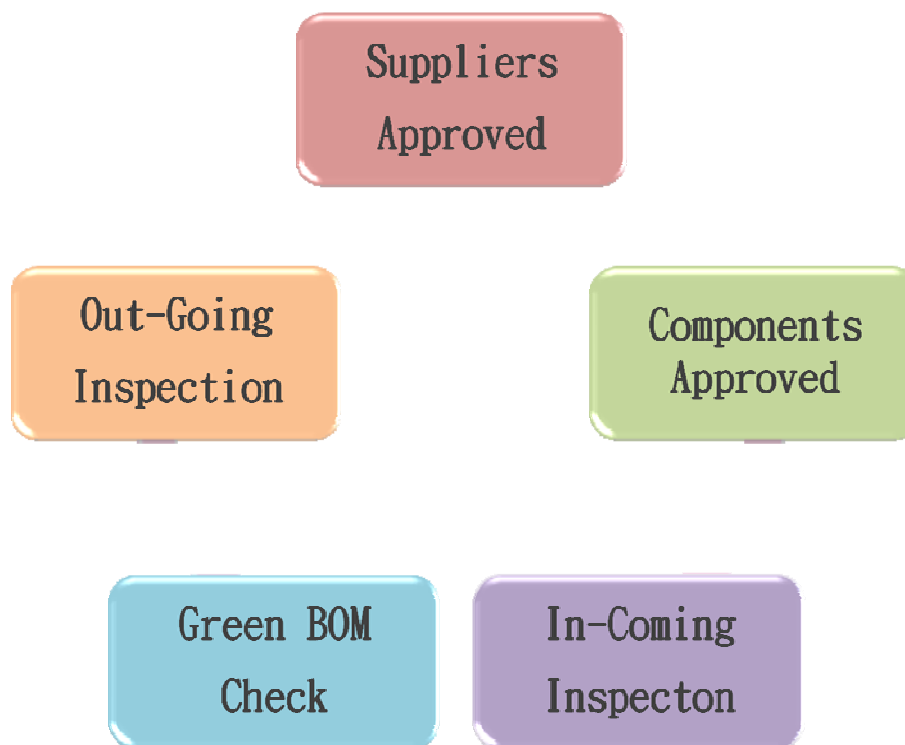 Suppliers
Approved
Out-Going
Inspection
Components
Approved
Green BOM
Check
In-Coming
Inspecton